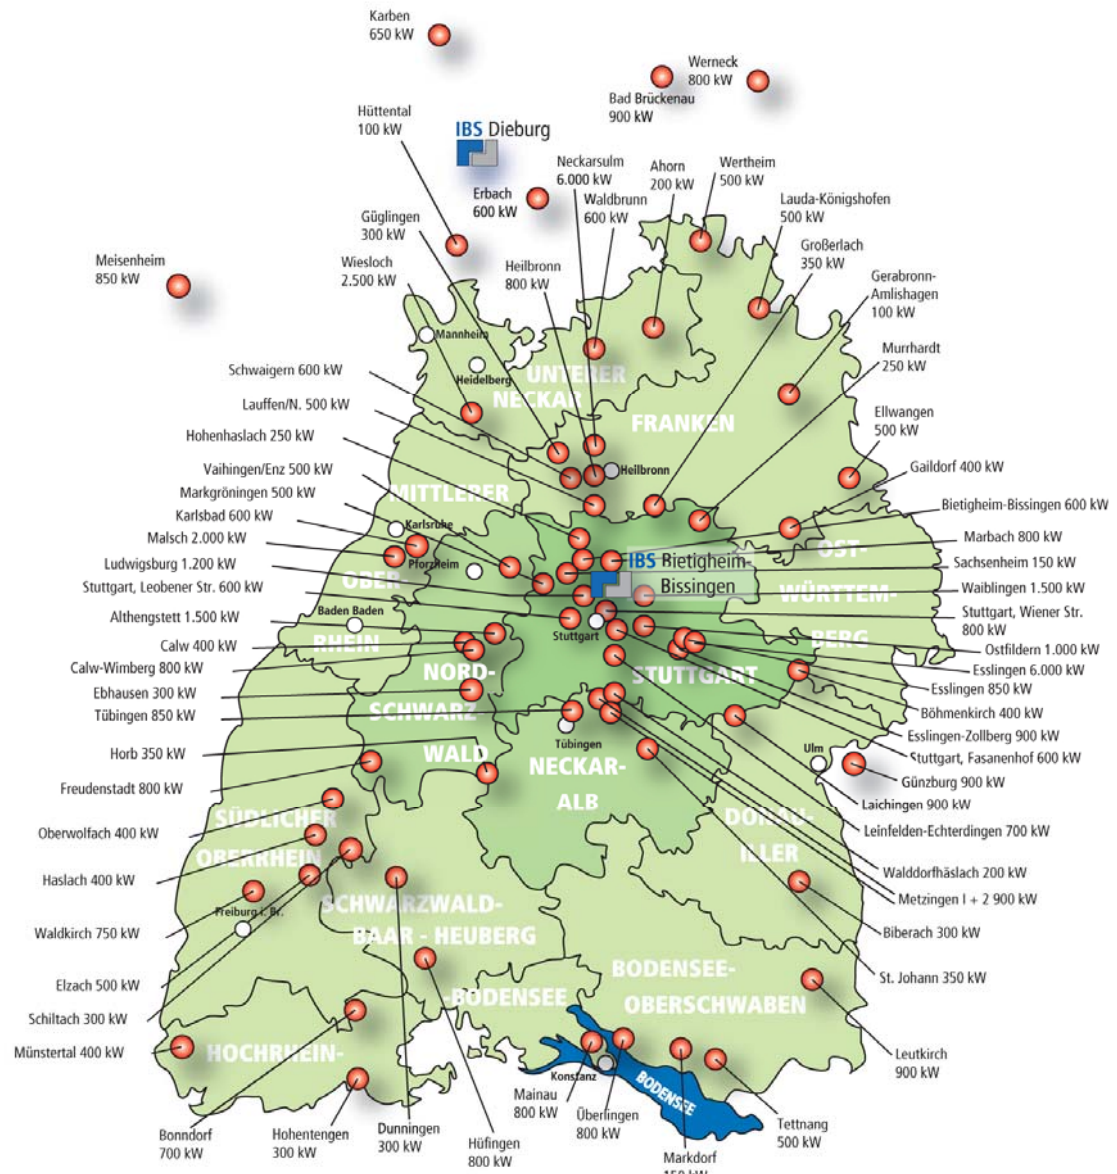 Karben
650 kW
Werneck
800 kW
Bad Brückenau
900 kW
Hüttental
100 kW
IBS Dieburg
Erbach
600 kW
Neckarsulm
6.000 kW
Waldbrunn
600 kW
Ahorn
200 kW
Wertheim
500 kW
Lauda-Königshofen
500 kW
Großerlach
350 kW
Gerabronn-
Amlishagen
100 kW
Murrhardt
250 kW
Ellwangen
500 kW
Gaildorf 400 kW
Güglingen
300 kW
Wiesloch
2.500 kW
Heilbronn
800 kW
Meisenheim
850 kW
Schwaigern 600 kW
Lauffen/N. 500 kW
Hohenhaslach 250 kW
Vaihingen/Enz 500 kW
Markgröningen 500 kW
Karlsbad 600 kW
Malsch 2.000 kW
Ludwigsburg 1.200 kW
Stuttgart, Leobener Str. 600 kW
Althengstett 1.500 kW
Calw 400 kW
Calw-Wimberg 800 kW
Ebhausen 300 kW
Tübingen 850 kW
Horb 350 kW
Freudenstadt 800 kW
Oberwolfach 400 kW
Haslach 400 kW
Waldkirch 750 kW
Elzach 500 kW
Schiltach 300 kW
Münstertal 400 kW
Bonndorf
700 kW
Hohentengen
300 kW
Dunningen
300 kW
Höfingen
800 kW
Mainau
800 kW
Überlingen
800 kW
Markdorf
150 kW
Tettnang
500 kW
Leutkirch
900 kW
Bietigheim-Bissingen 600 kW
Marbach 800 kW
Sachsenheim 150 kW
Waiblingen 1.500 kW
Stuttgart, Wiener Str.
800 kW
Ostfildern 1.000 kW
Esslingen 6.000 kW
Esslingen 850 kW
Böhmenkirch 400 kW
Esslingen-Zollberg 900 kW
Stuttgart, Fasanenhof 600 kW
Günzburg 900 kW
Laichingen 900 kW
Leinfelden-Echterdingen 700 kW
Walddorfhäslach 200 kW
Metzingen I + 2 900 kW
Biberach 300 kW
St. Johann 350 kW
Mannheim
Heidelberg
UNTERER
NECKAR
FRANKEN
Heilbronn
MITTLERER
Karlsruhe
Pforzheim
OBER-
Baden Baden
RHEIN
IBS Bietigheim-
Bissingen
OST-
WÜRTTEM-
BERG
Stuttgart
STUTTGART
NORD-
SCHWARZ
WALD
Tübingen
NECKAR-
ALB
Ulm
DONAU-
ILLER
SÜDLICHER
OBERRHEIN
Freiburg i. Br.
SCHWARZWALD-
BAAR - HEUBERG
BODENSEE-
OBERSCHWABEN
-BODENSEE
HOCHRHEIN-
Konstanz
BODENSEE